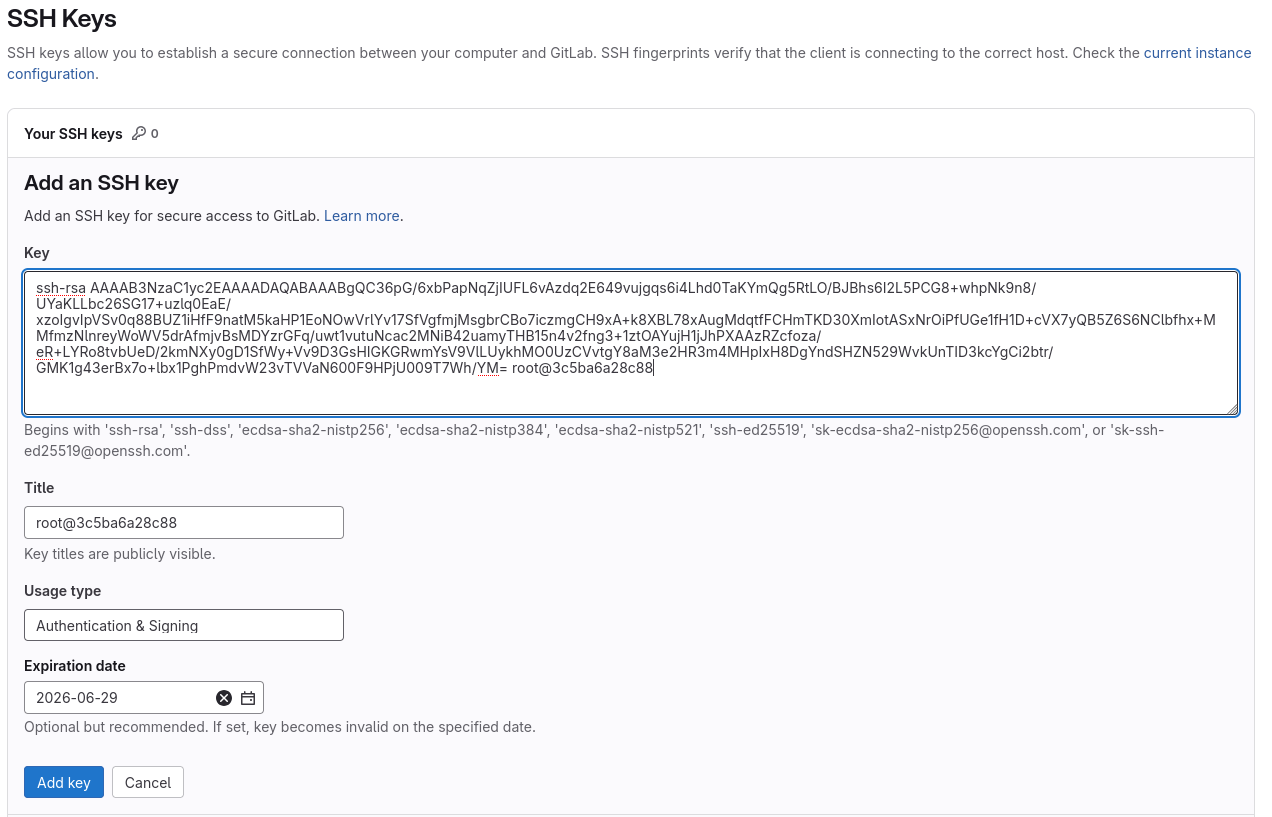 SSH Keys
SSH keys allow you to establish a secure connection between your computer and GitLab. SSH fingerprints verify that the client is connecting to the correct host. Check the current instance
configuration.
Your SSH keys 0
Add an SSH key
Add an SSH key for secure access to GitLab. Learn more.
Key
ssh-rsa AAAAB3NzaC1yc2EAAAADAQABAAABgQC36pG/6xbPapNqZjIUFL6vAzdq2E649vujgqs6i4Lhd0TaKYmQg5RtLO/BJBhs6I2L5PCG8+whpNk9n8/
UYaKLLbc26SG17+uzlq0EaE/
xzoIgvIpVSv0q88BUZ1iHfF9natM5kaHP1EoNOwVrlYv17SfVgfmjMsgbrCBo7iczmgCH9xA+k8XBL78xAugMdqtfFCHmTKD30XmIotASxNrOiPfUGe1fH1D+cVX7yQB5Z6S6NClbfhx+M
MfmzNlnreyWoWV5drAfmjvBsMDYzrGFq/uwt1vutuNcac2MNiB42uamyTHB15n4v2fng3+1ztOAYujH1jJhPXAAzRZcfoza/
eR+LYRo8tvbUeD/2kmNXy0gD1SfWy+Vv9D3GsHIGKGRwmYsV9VlLUykhMO0UzCVvtgY8aM3e2HR3m4MHpIxH8DgYndSHZN529WvkUnTID3kcYgCi2btr/
GMK1g43erBx7o+lbx1PghPmdvW23vTVVaN600F9HPjU009T7Wh/YM= root@3c5ba6a28c88
Begins with 'ssh-rsa', 'ssh-dss', 'ecdsa-sha2-nistp256', 'ecdsa-sha2-nistp384', 'ecdsa-sha2-nistp521', 'ssh-ed25519', 'sk-ecdsa-sha2-nistp256@openssh.com', or 'sk-ssh-
ed25519@openssh.com'.
Title
root@3c5ba6a28c88
Key titles are publicly visible.
Usage type
Authentication & Signing
Expiration date
2026-06-29
Optional but recommended. If set, key becomes invalid on the specified date.
Add key Cancel